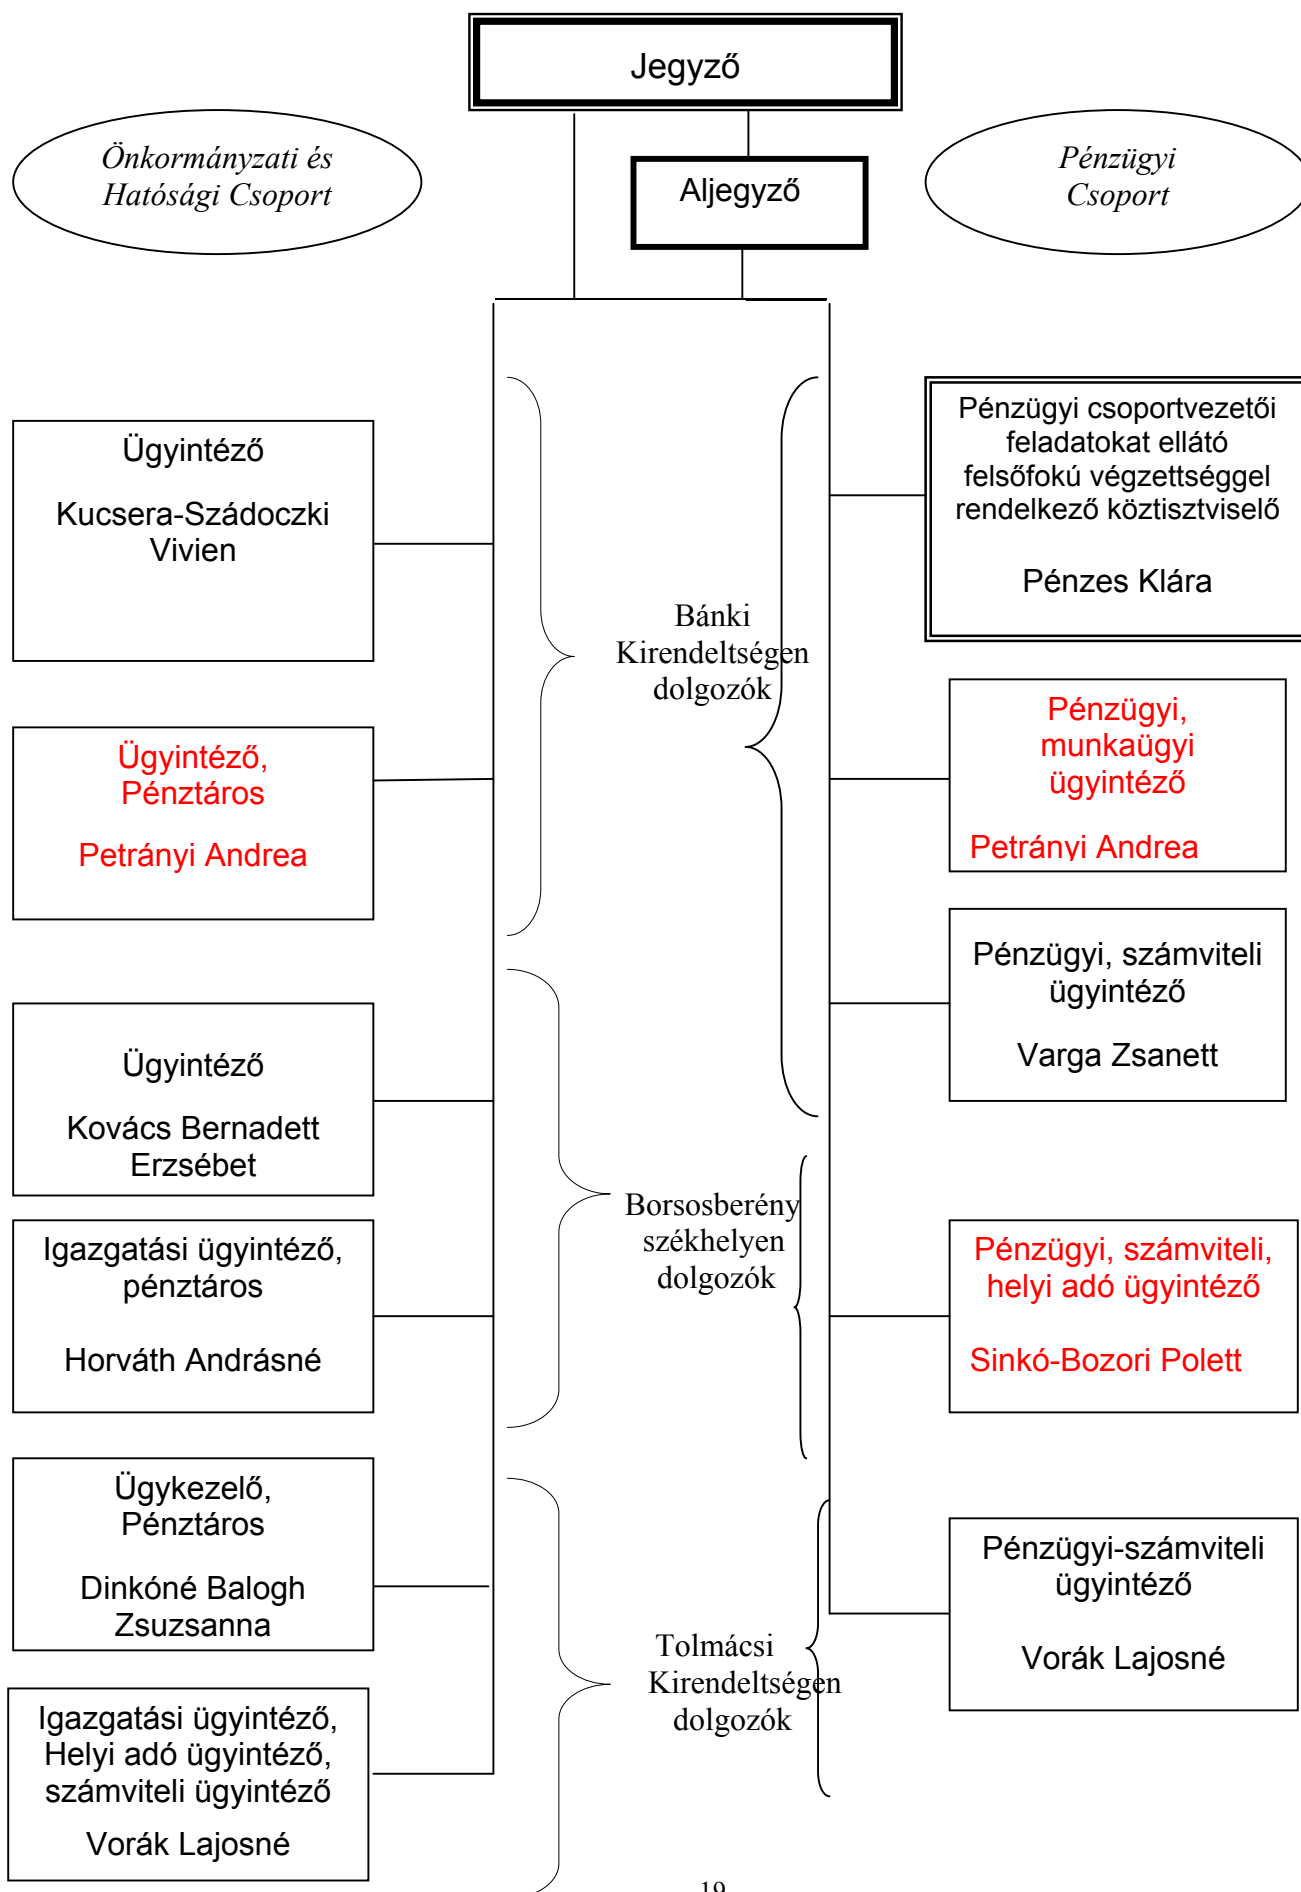 Jegyző
Önkormányzati és
Hatósági Csoport
Aljegyző
Pénzügyi
Csoport
Ügyintéző
Kucsera-Szádoczki
Vivien
Ügyintéző,
Pénztáros
Petrányi Andrea
Ügyintéző
Kovács Bernadett
Erzsébet
Igazgatási ügyintéző,
pénztáros
Horváth Andrásné
Ügykezelő,
Pénztáros
Dinkóné Balogh
Zsuzsanna
Igazgatási ügyintéző,
Helyi adó ügyintéző,
számviteli ügyintéző
Vorák Lajosné
Bánki
Kirendeltségen
dolgozók
Borsosberény
székhelyen
dolgozók
Tolmácsi
Kirendeltségen
dolgozók
Pénzügyi csoportvezetői
feladatokat ellátó
felsőfokú végzettséggel
rendelkező köztisztviselő
Pénzes Klára
Pénzügyi,
munkaügyi
ügyintéző
Petrányi Andrea
Pénzügyi, számviteli
ügyintéző
Varga Zsanett
Pénzügyi, számviteli,
helyi adó ügyintéző
Sinkó-Bozori Polett
Pénzügyi-számviteli
ügyintéző
Vorák Lajosné
19